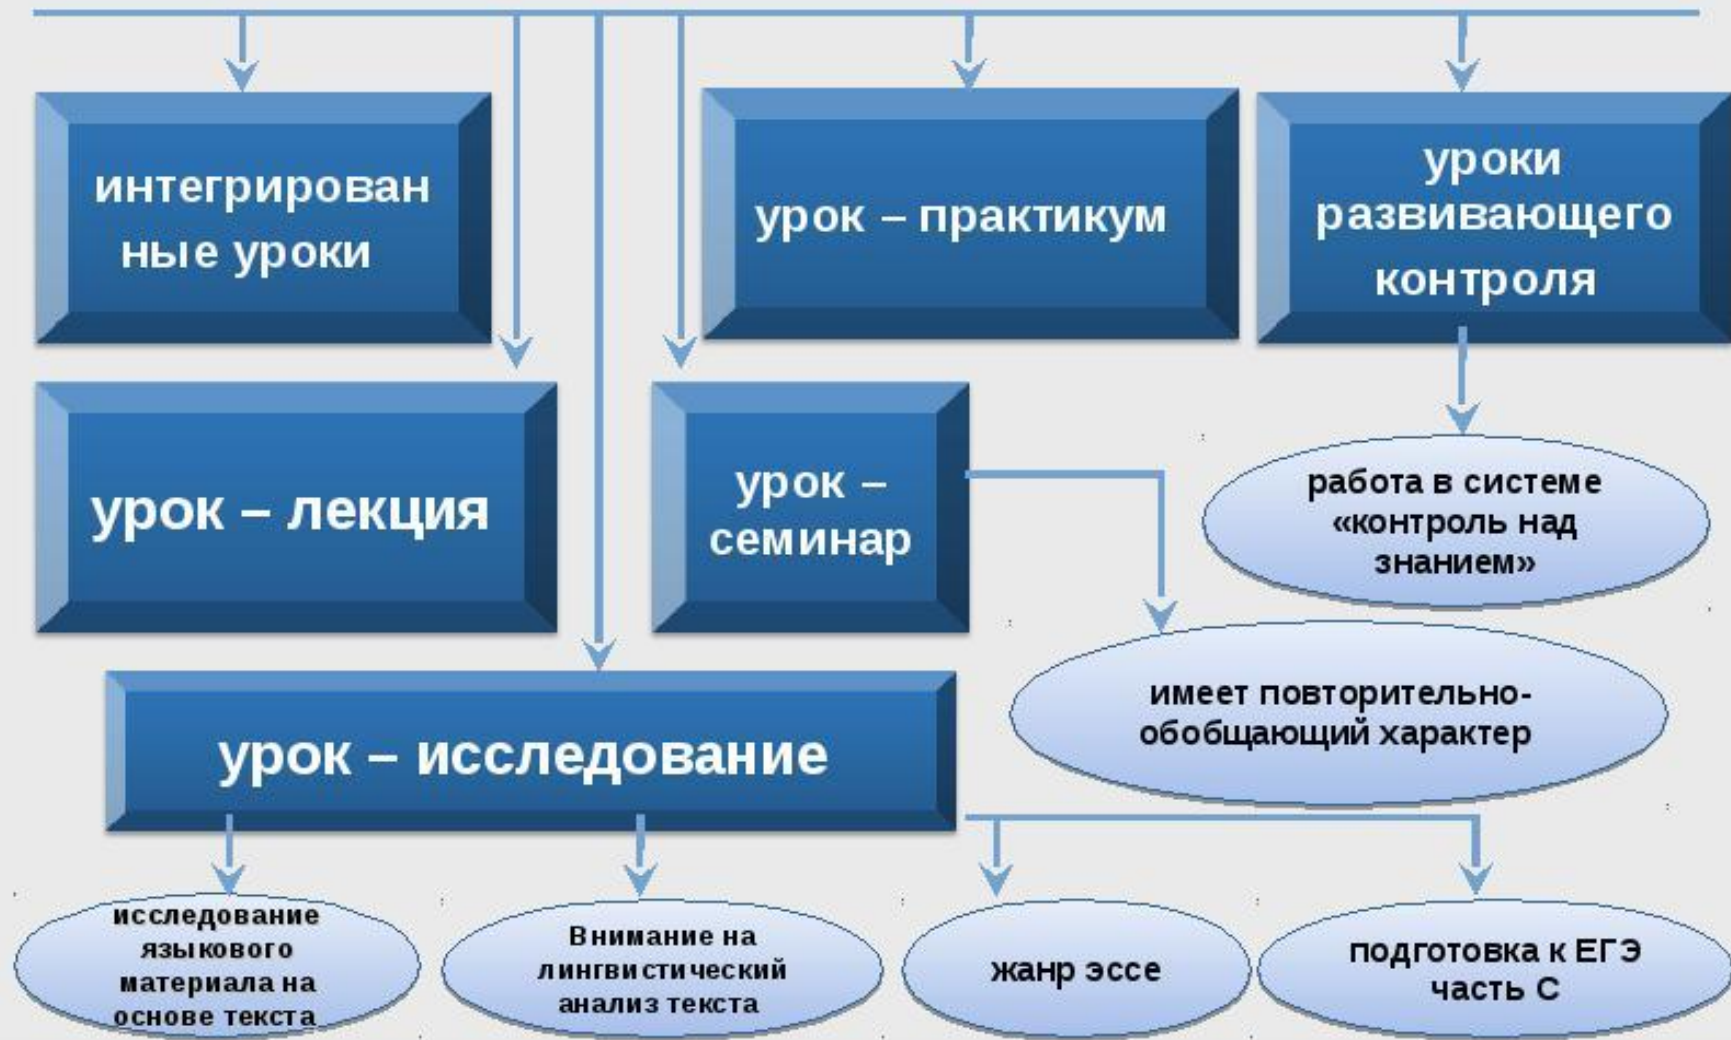 интегрирован
ные уроки
урок – практикум
уроки
развивающего
контроля
урок – лекция
урок –
семинар
работа в системе
«контроль над
знанием»
имеет повторительно-
обобщающий характер
урок – исследование
исследование
языкового
материала на
основе текста
Внимание на
лингвистический
анализ текста
жанр эссе
подготовка к ЕГЭ
часть С